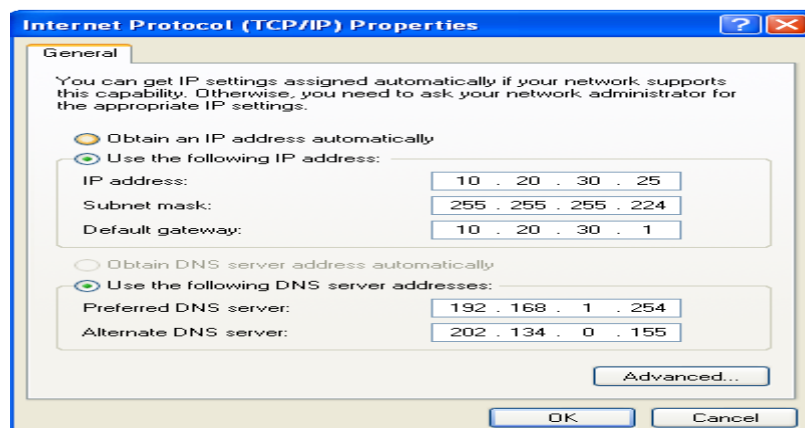 Internet Protocol (TCP/IP) Properties
General
You can get IP settings assigned automatically if your network supports
this capability. Otherwise, you need to ask your network administrator for
the appropriate IP settings.
Obtain an IP address automatically
Use the following IP address:
IP address: 10 . 20 . 30 . 25
Subnet mask: 255 . 255 . 255 . 224
Default gateway: 10 . 20 . 30 . 1
Obtain DNS server address automatically
Use the following DNS server addresses:
Preferred DNS server: 192 . 168 . 1 . 254
Alternate DNS server: 202 . 134 . 0 . 155
Advanced...
OK Cancel